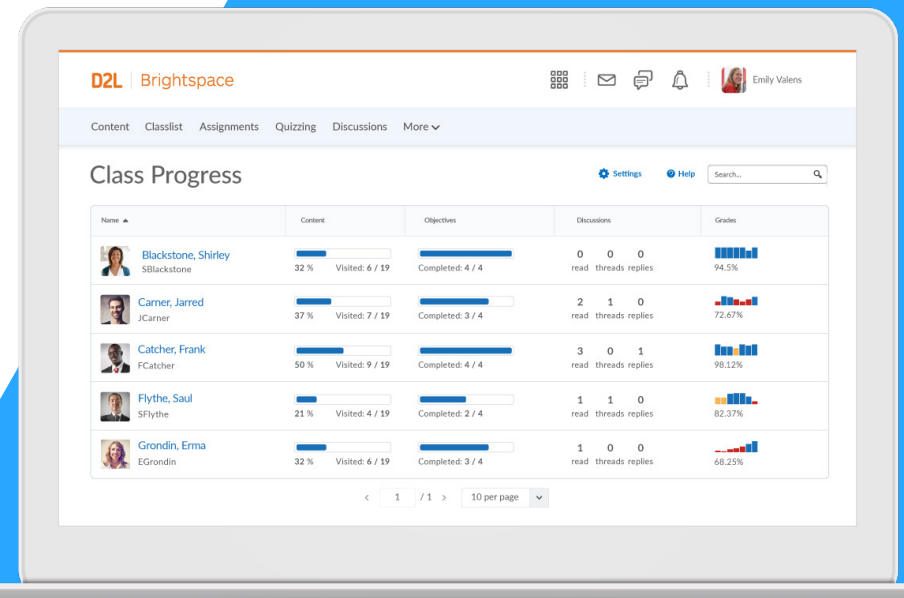 D2L Brightspace
Emily Valens
Content Classlist Assignments Quizzing Discussions More
Class Progress
Settings Help Search...
Name Content Objectives Discussions Grades
Blackstone, Shirley
SBlackstone
32 % Visited: 6 / 19 Completed: 4 / 4
0 0 0
read threads replies
94.5%
Carner, Jarred
JCarner
37 % Visited: 7 / 19 Completed: 3 / 4
2 1 0
read threads replies
72.67%
Catcher, Frank
FCatcher
50 % Visited: 9 / 19 Completed: 4 / 4
3 0 1
read threads replies
98.12%
Flythe, Saul
SFlythe
21 % Visited: 4 / 19 Completed: 2 / 4
1 1 0
read threads replies
82.37%
Grondin, Erma
EGrondin
32 % Visited: 6 / 19 Completed: 3 / 4
1 0 0
read threads replies
68.25%
< 1 / 1 > 10 per page